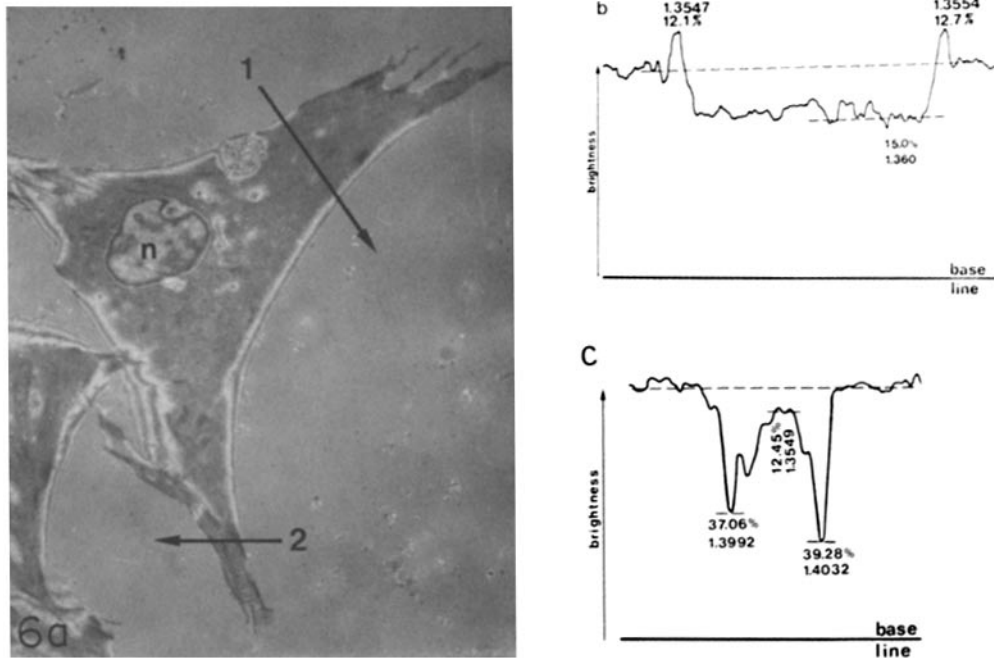 1
n
2
6a
b
1.3547
12.1%
1.3554
12.7%
brightness
15.0%
1.360
base
line
C
brightness
12.45%
1.3549
37.06%
1.3992
39.28%
1.4032
base
line